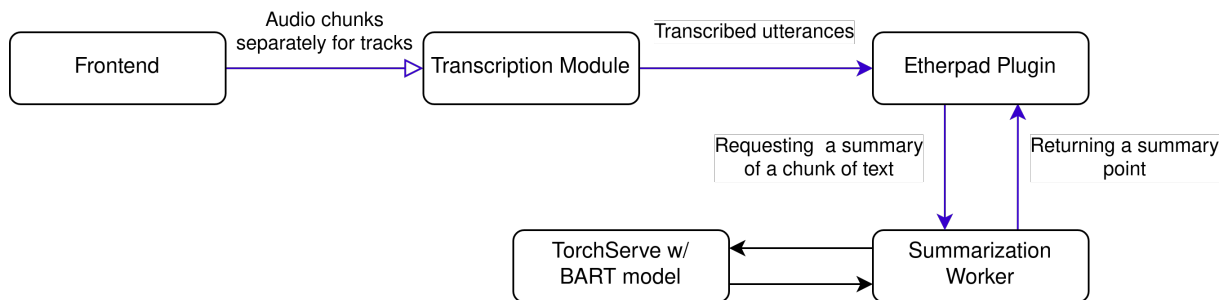 Frontend
Audio chunks
separately for tracks
Transcription Module
Transcribed utterances
Etherpad Plugin
Requesting  a summary
of a chunk of text
Returning a summary
point
TorchServe w/
BART model
Summarization
Worker